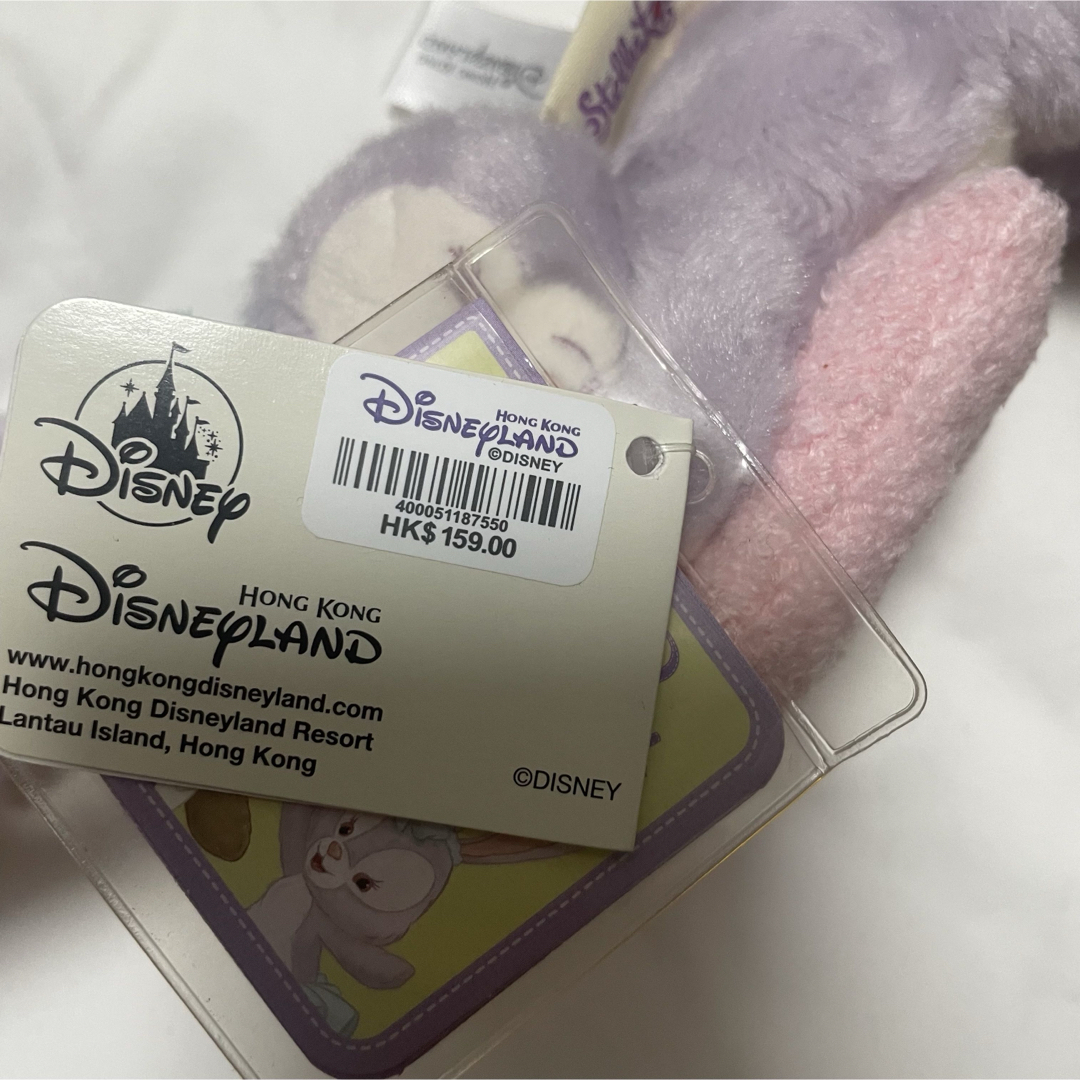 StellaLou
DISNEY
HONG KONG
DISNEYLAND
©DISNEY
400051187550
HK$ 159.00
HONG KONG
DISNEYLAND
www.hongkongdisneyland.com
Hong Kong Disneyland Resort
Lantau Island, Hong Kong
©DISNEY